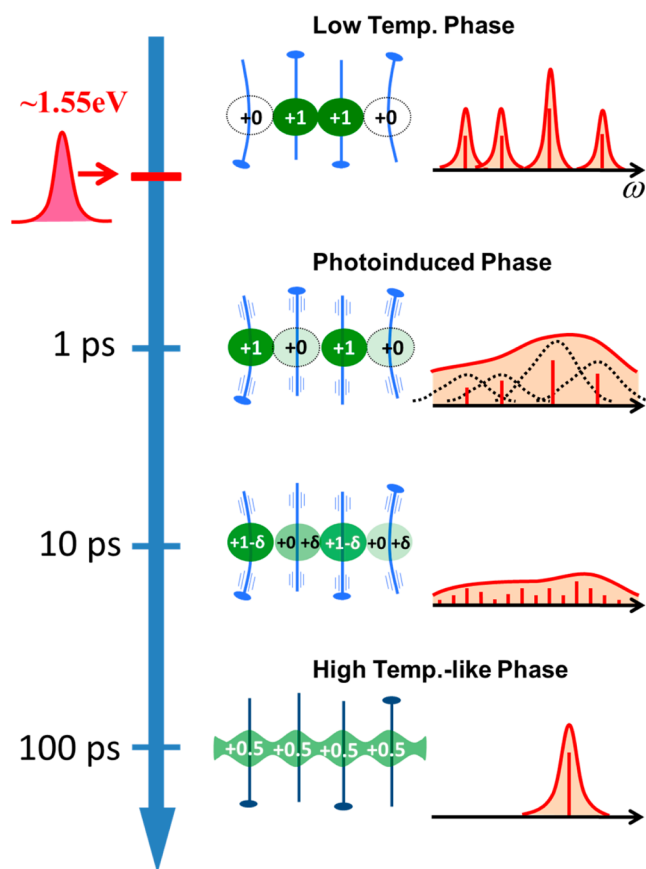 Low Temp. Phase
~1.55eV
+0 +1 +1 +0
ω
Photoinduced Phase
1 ps
+1 +0 +1 +0
10 ps
+1-δ +0 +δ +1-δ +0 +δ
High Temp.-like Phase
100 ps
+0.5 +0.5 +0.5 +0.5